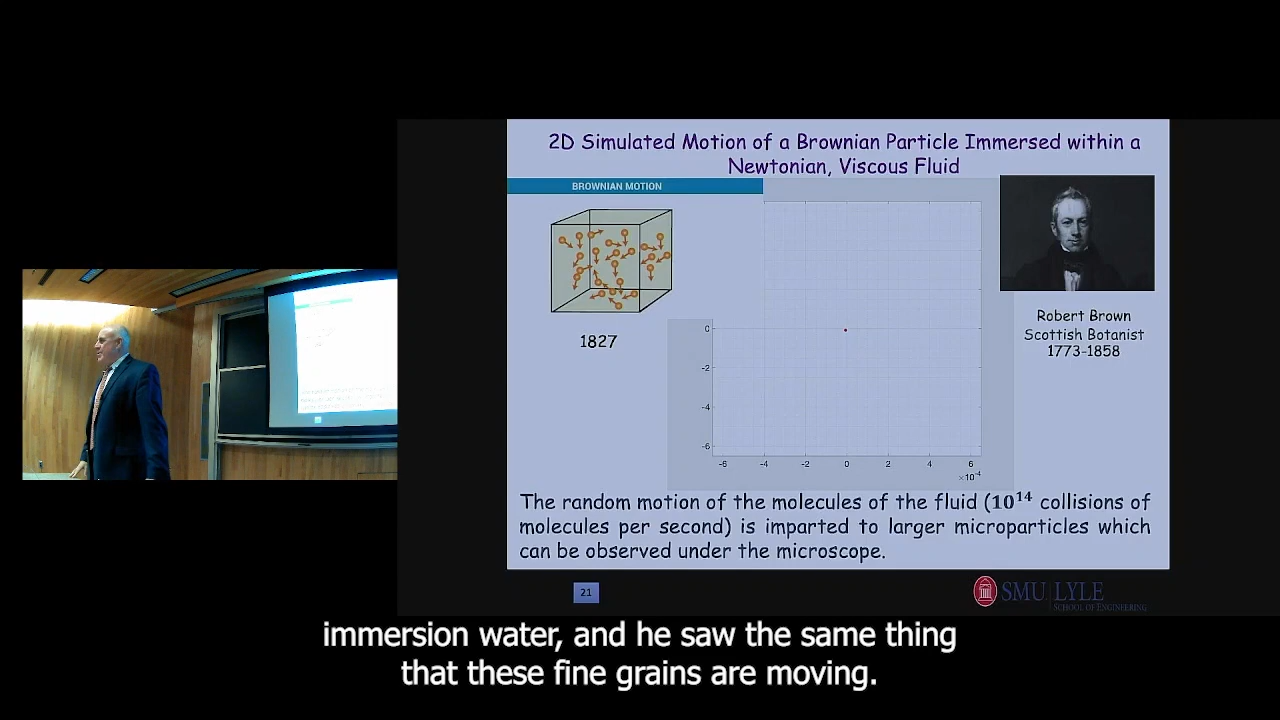 2D Simulated Motion of a Brownian Particle Immersed within a
Newtonian, Viscous Fluid
BROWNIAN MOTION
1827
Robert Brown
Scottish Botanist
1773-1858
0
-2
-4
-6
-6 -4 -2 0 2 4 6
×10⁻⁴
The random motion of the molecules of the fluid (10¹⁴ collisions of
molecules per second) is imparted to larger microparticles which
can be observed under the microscope.
21
SMU LYLE
SCHOOL OF ENGINEERING
immersion water, and he saw the same thing
that these fine grains are moving.